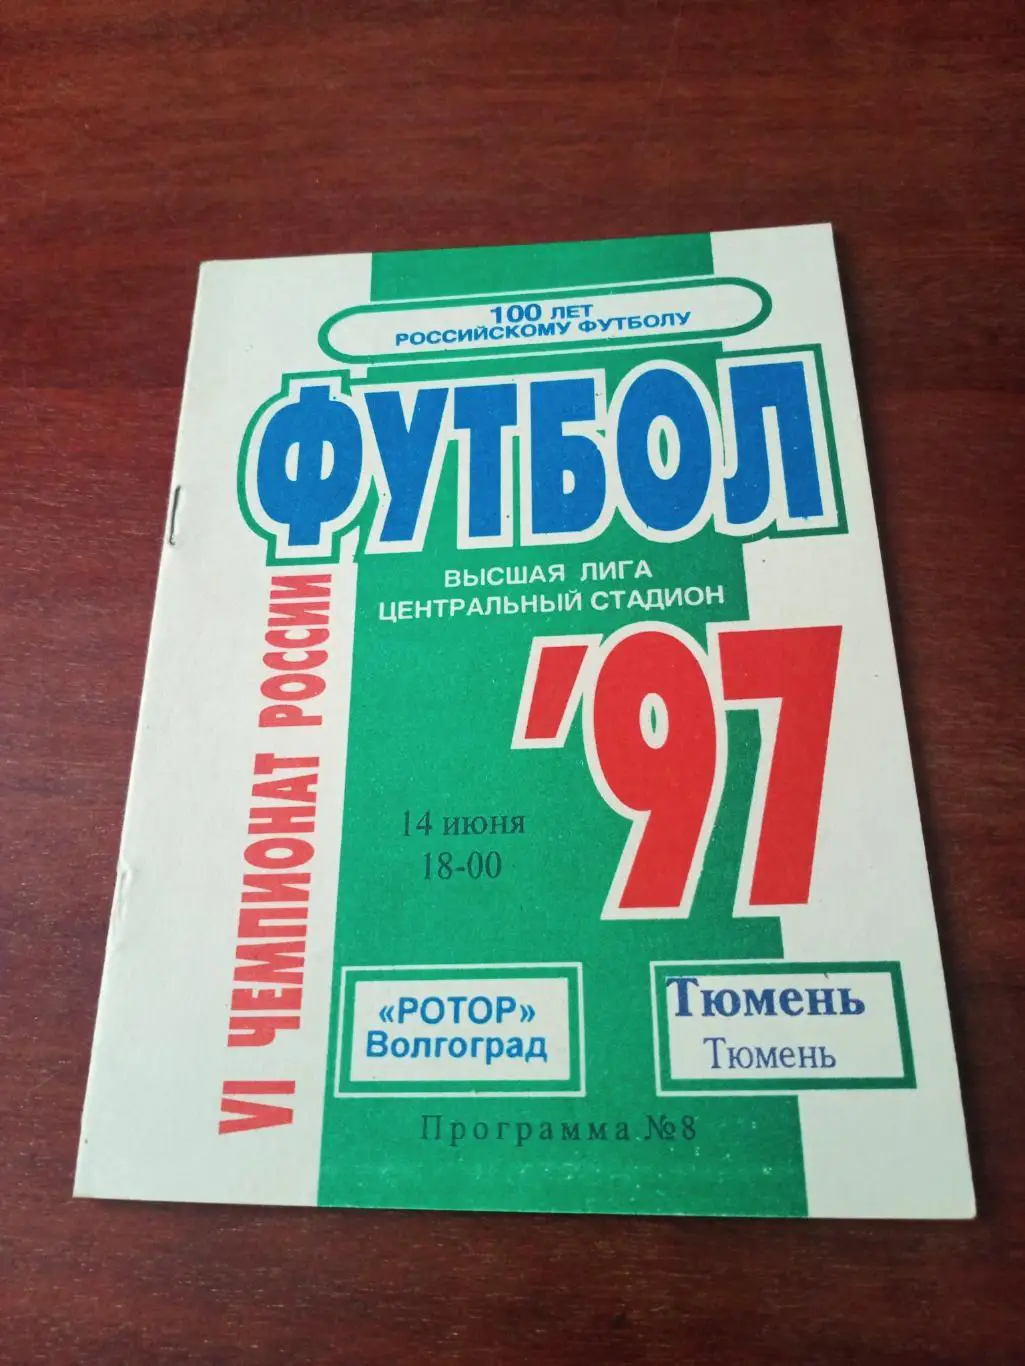 100 ЛЕТ
РОССИЙСКОМУ ФУТБОЛУ
ФУТБОЛ
ВЫСШАЯ ЛИГА
ЦЕНТРАЛЬНЫЙ СТАДИОН
'97
VI ЧЕМПИОНАТ РОССИИ
14 июня
18-00
«РОТОР»
Волгоград
Тюмень
Тюмень
Программа №8